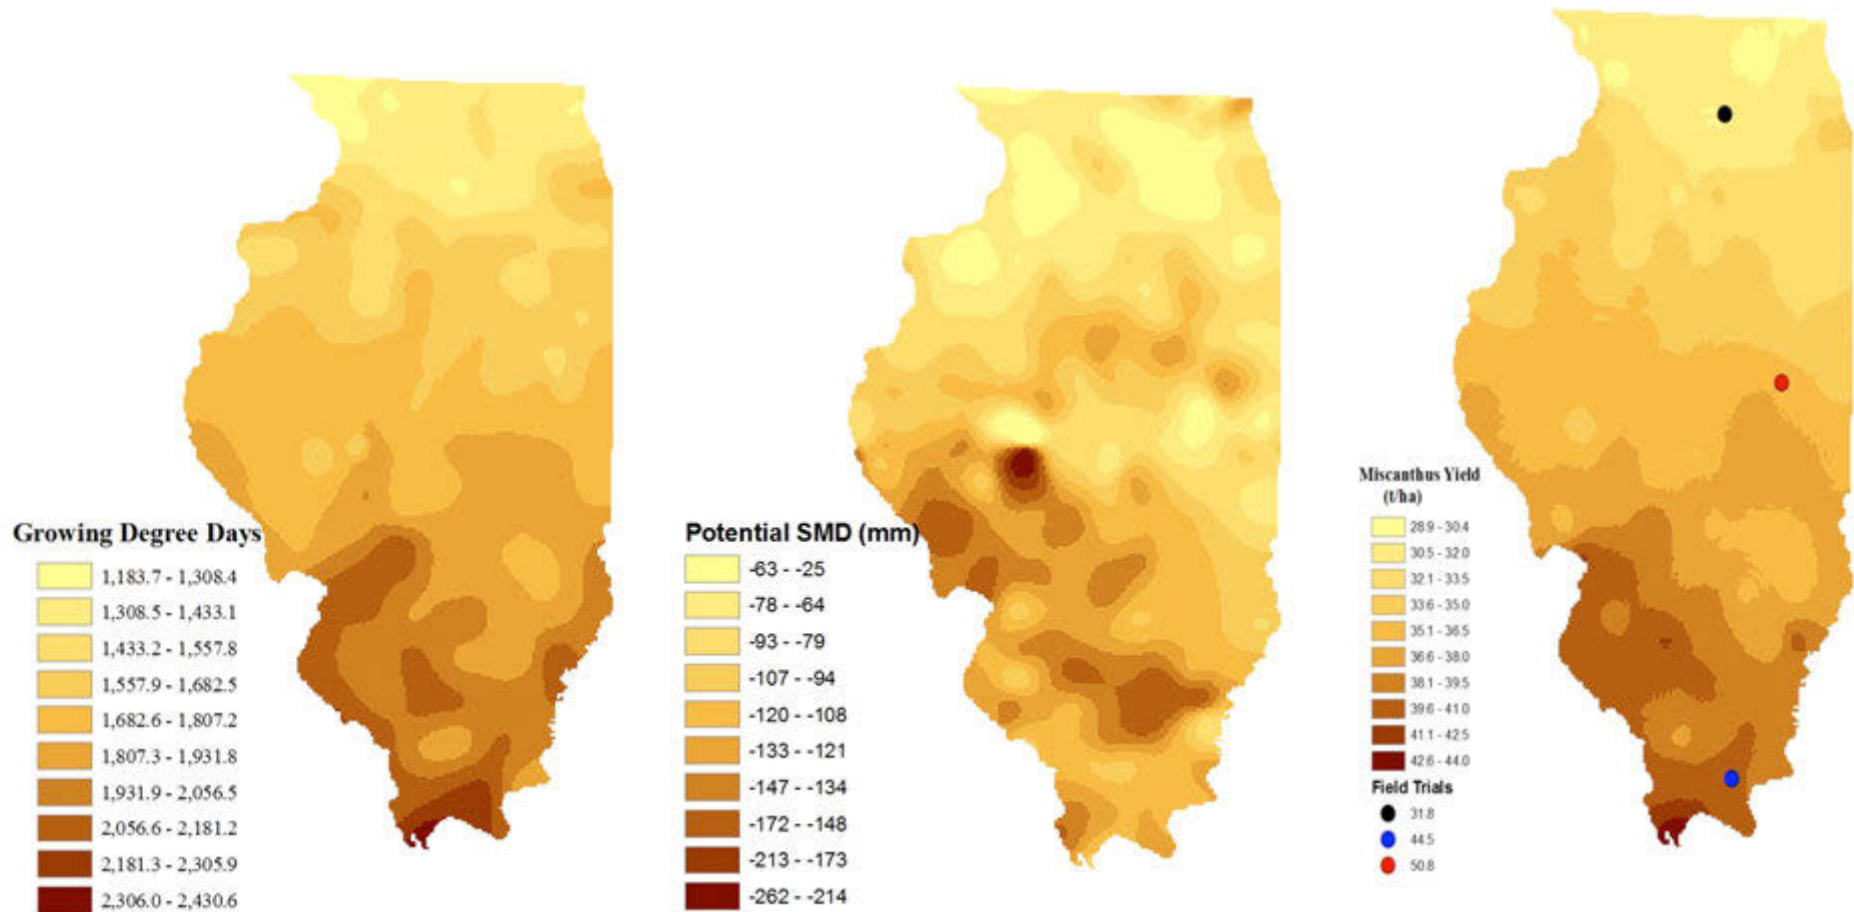 Growing Degree Days
1,183.7 - 1,308.4
1,308.5 - 1,433.1
1,433.2 - 1,557.8
1,557.9 - 1,682.5
1,682.6 - 1,807.2
1,807.3 - 1,931.8
1,931.9 - 2,056.5
2,056.6 - 2,181.2
2,181.3 - 2,305.9
2,306.0 - 2,430.6
Potential SMD (mm)
-63 - -25
-78 - -64
-93 - -79
-107 - -94
-120 - -108
-133 - -121
-147 - -134
-172 - -148
-213 - -173
-262 - -214
Miscanthus Yield
(t/ha)
28.9 - 30.4
30.5 - 32.0
32.1 - 33.5
33.6 - 35.0
35.1 - 36.5
36.6 - 38.0
38.1 - 39.5
39.6 - 41.0
41.1 - 42.5
42.6 - 44.0
Field Trials
31.8
44.5
50.8